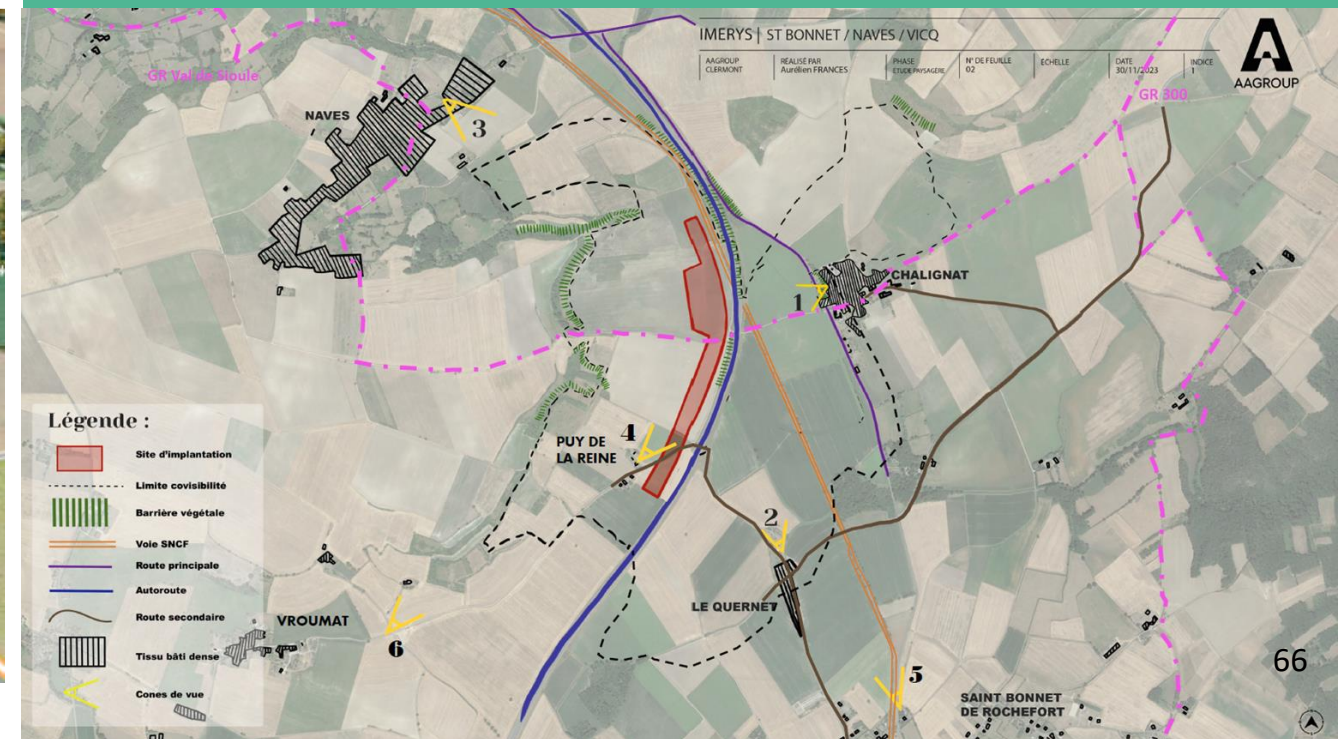 IMERYS | ST BONNET / NAVES / VICQ
AAGROUP
CLERMONT
RÉALISÉ PAR
Aurélien FRANCES
PHASE
ETUDE PAYSAGÈRE
N° DE FEUILLE
02
ÉCHELLE
DATE
30/11/2023
INDICE
1
AAGROUP
GR Val de Sioule
GR 300
NAVES
3
1
CHALIGNAT
4
PUY DE
LA REINE
2
LE QUERNET
VROUMAT
6
5
SAINT BONNET
DE ROCHEFORT
66
Légende :
Site d'implantation
Limite covisibilité
Barrière végétale
Voie SNCF
Route principale
Autoroute
Route secondaire
Tissu bâti dense
Cones de vue